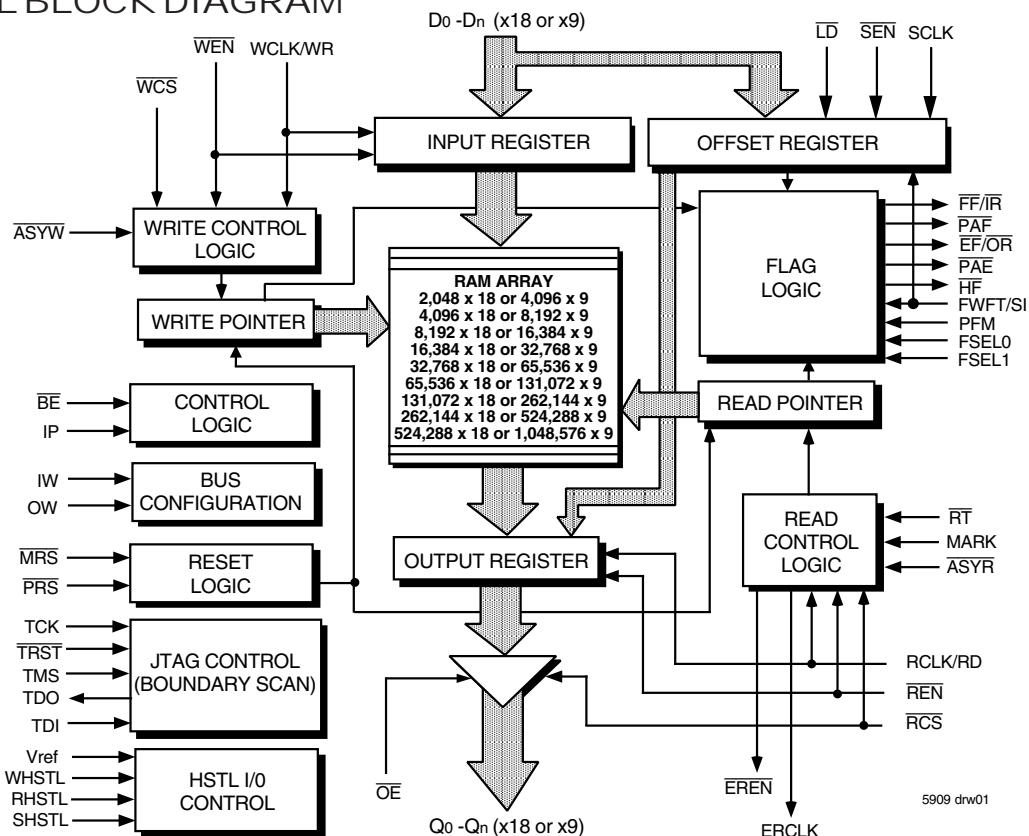 L BLOCK DIAGRAM
D0 -Dn (x18 or x9)
WEN
WCLK/WR
LD
SEN
SCLK
WCS
INPUT REGISTER
OFFSET REGISTER
ASYW
WRITE CONTROL
LOGIC
FF/IR
PAF
EF/OR
PAE
HF
FWFT/SI
PFM
FSEL0
FSEL1
FLAG
LOGIC
WRITE POINTER
RAM ARRAY
2,048 x 18 or 4,096 x 9
4,096 x 18 or 8,192 x 9
8,192 x 18 or 16,384 x 9
16,384 x 18 or 32,768 x 9
32,768 x 18 or 65,536 x 9
65,536 x 18 or 131,072 x 9
131,072 x 18 or 262,144 x 9
262,144 x 18 or 524,288 x 9
524,288 x 18 or 1,048,576 x 9
READ POINTER
BE
IP
CONTROL
LOGIC
IW
OW
BUS
CONFIGURATION
READ
CONTROL
LOGIC
RT
MARK
ASYR
MRS
PRS
RESET
LOGIC
OUTPUT REGISTER
TCK
TRST
TMS
TDO
TDI
JTAG CONTROL
(BOUNDARY SCAN)
RCLK/RD
REN
RCS
Vref
WHSTL
RHSTL
SHSTL
HSTL I/0
CONTROL
OE
EREN
ERCLK
5909 drw01
Q0 -Qn (x18 or x9)